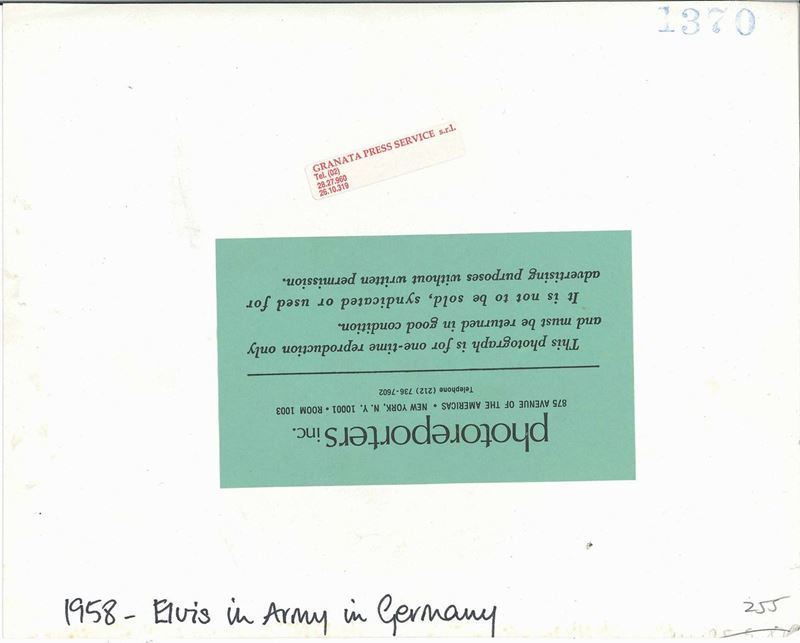 1370
GRANATA PRESS SERVICE s.r.l.
Tel. (02)
28.27.960
26.10.319
photoreporters inc.
875 AVENUE OF THE AMERICAS • NEW YORK, N. Y. 10001 • ROOM 1003
Telephone (212) 736-7602
This photograph is for one-time reproduction only
and must be returned in good condition.
It is not to be sold, syndicated or used for
advertising purposes without written permission.
1958 - Elvis in Army in Germany
255